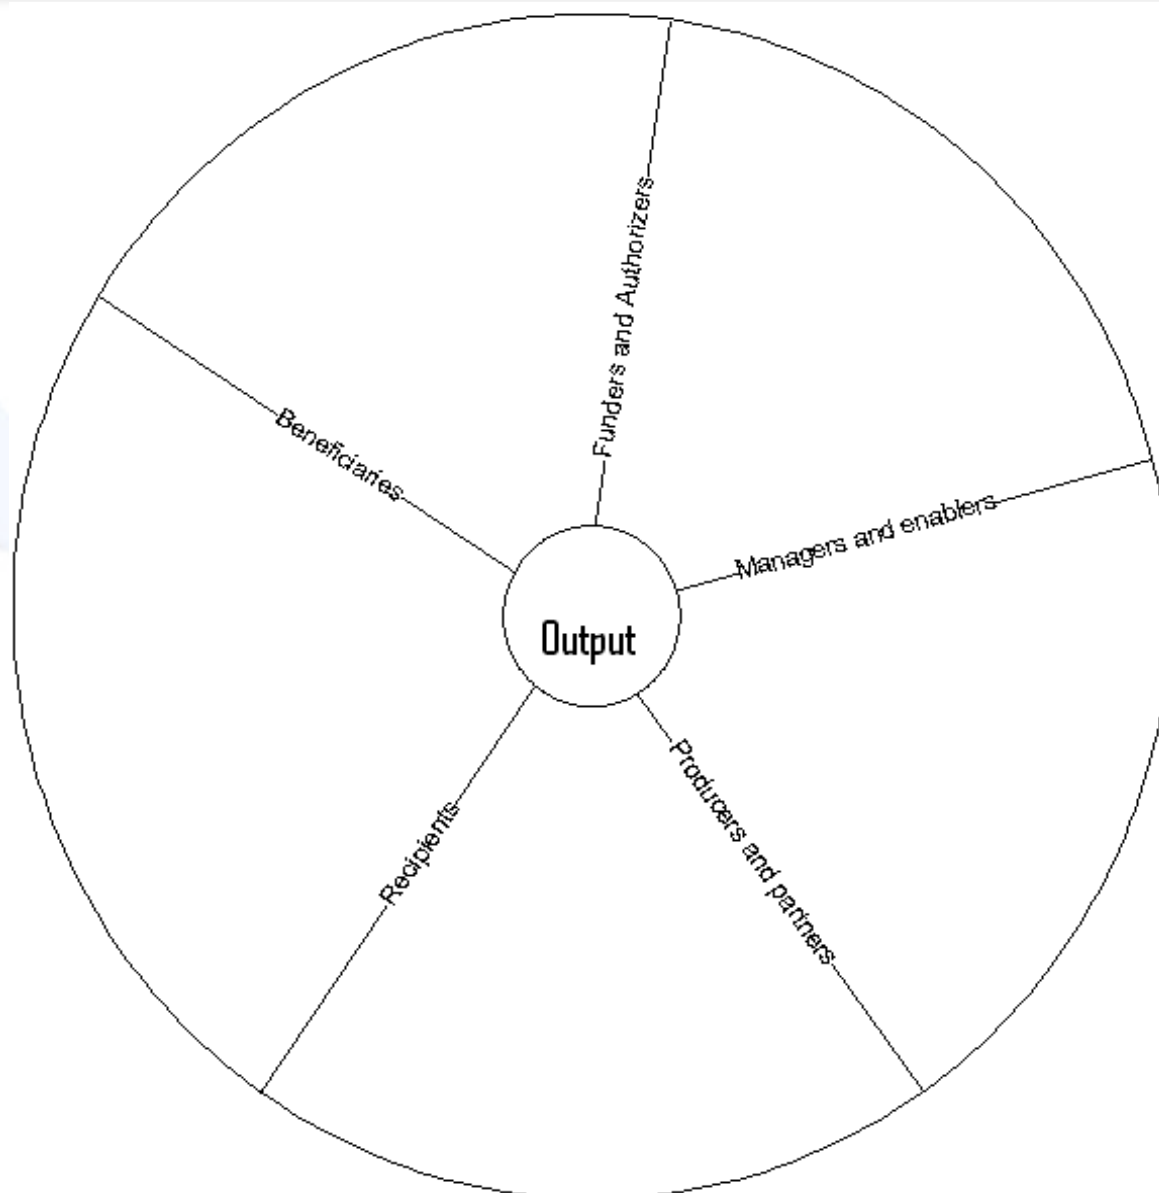 Funders and Authorizers
Beneficiaries
Managers and enablers
Output
Producers and partners
Recipients